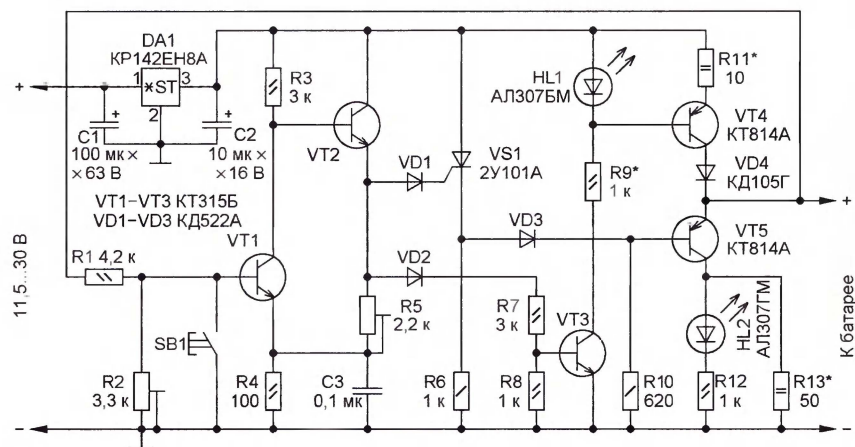 DA1
КР142ЕН8А
+
1
*ST
3
2
+
C1
100 мк ×
× 63 В
+
C2
10 мк ×
×16 В
VT1–VT3 КТ315Б
VD1–VD3 КД522А
R1 4,2 к
11,5...30 В
R2
3,3 к
SB1
VT1
R3
3 к
VT2
R4
100
C3
0,1 мк
R5
2,2 к
VD1
VD2
VS1
2У101А
VD3
R6
1 к
R7
3 к
R8
1 к
VT3
HL1
АЛ307БМ
R9*
1 к
R10
620
R11*
10
VT4
КТ814А
VD4
КД105Г
VT5
КТ814А
HL2
АЛ307ГМ
R12
1 к
R13*
50
+
К батарее
–
–